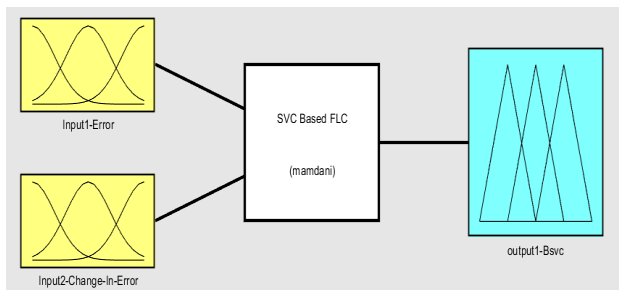 Input1-Error
SVC Based FLC
(mamdani)
Input2-Change-In-Error
output1-Bsvc